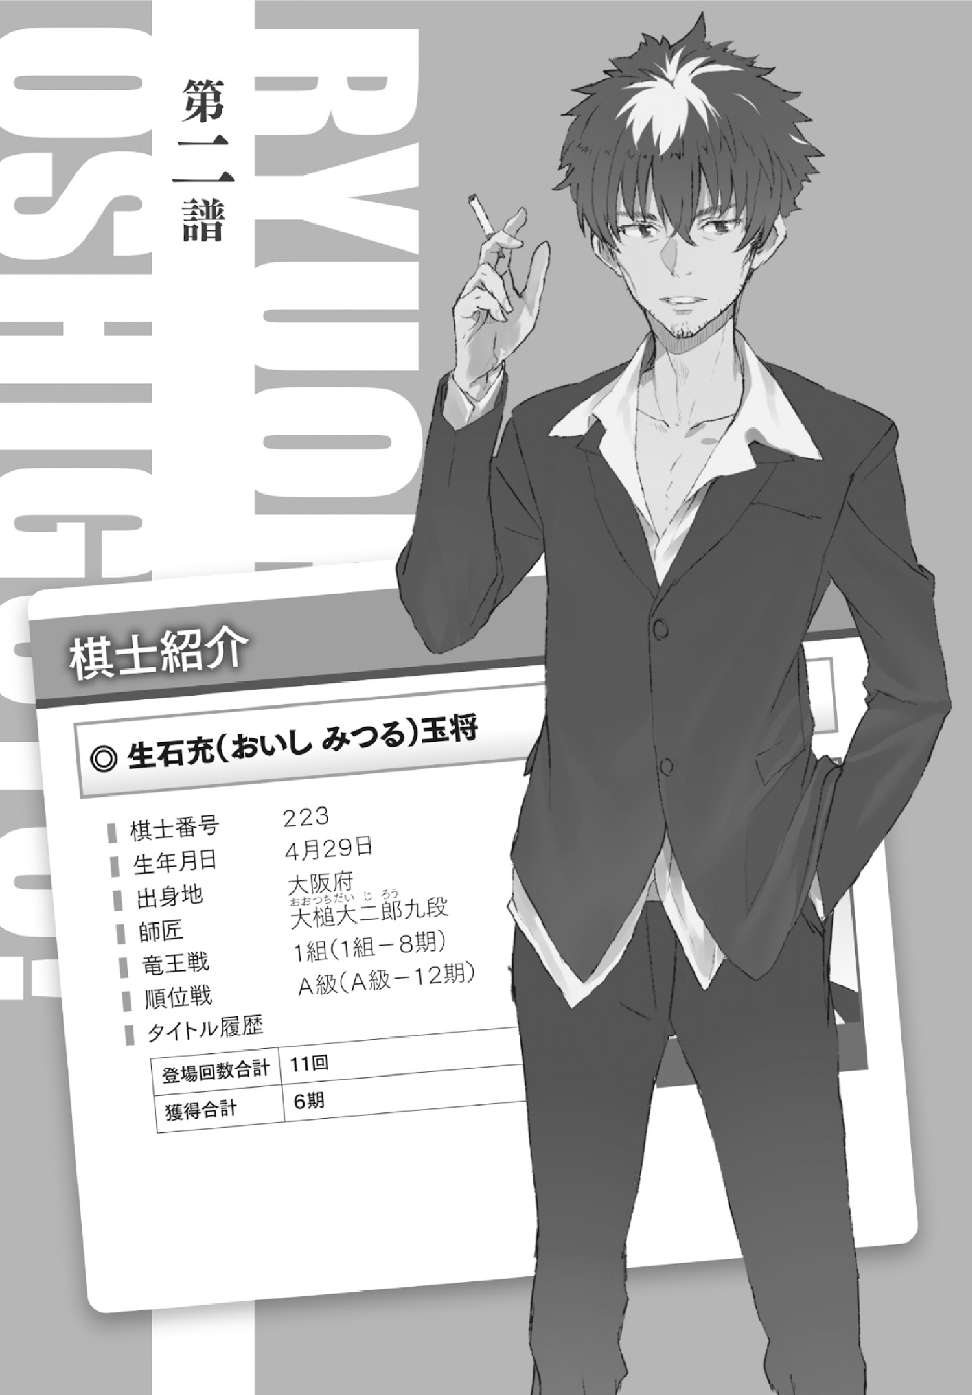 第二譜
RYUOH
OSHIGOTO!
棋士紹介
◎ 生石充(おいし みつる)玉将
棋士番号 223
生年月日 4月29日
出身地 大阪府
師匠 大槌大二郎九段
おおつちだいじろう
竜王戦 1組(1組－8期)
順位戦 A級(A級－12期)
タイトル履歴
登場回数合計 11回
獲得合計 6期